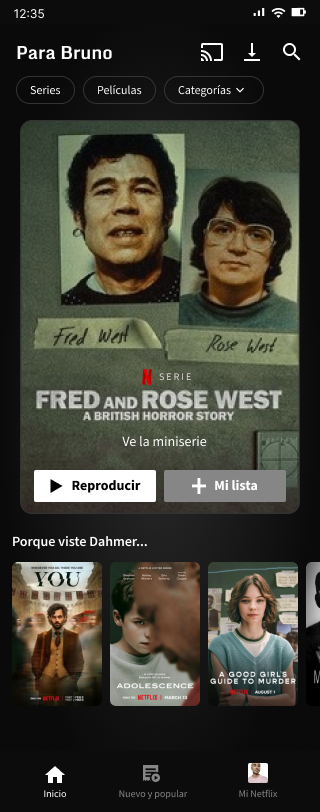 12:35
Para Bruno
Series
Películas
Categorías
Fred West
Rose West
N SERIE
FRED AND ROSE WEST
A BRITISH HORROR STORY
Ve la miniserie
Reproducir
Mi lista
Porque viste Dahmer...
YOU
ADOLESCENCE
NETFLIX
MARCH 13
A GOOD GIRL'S
GUIDE TO MURDER
NETFLIX
AUGUST 1
Inicio
Nuevo y popular
Mi Netflix